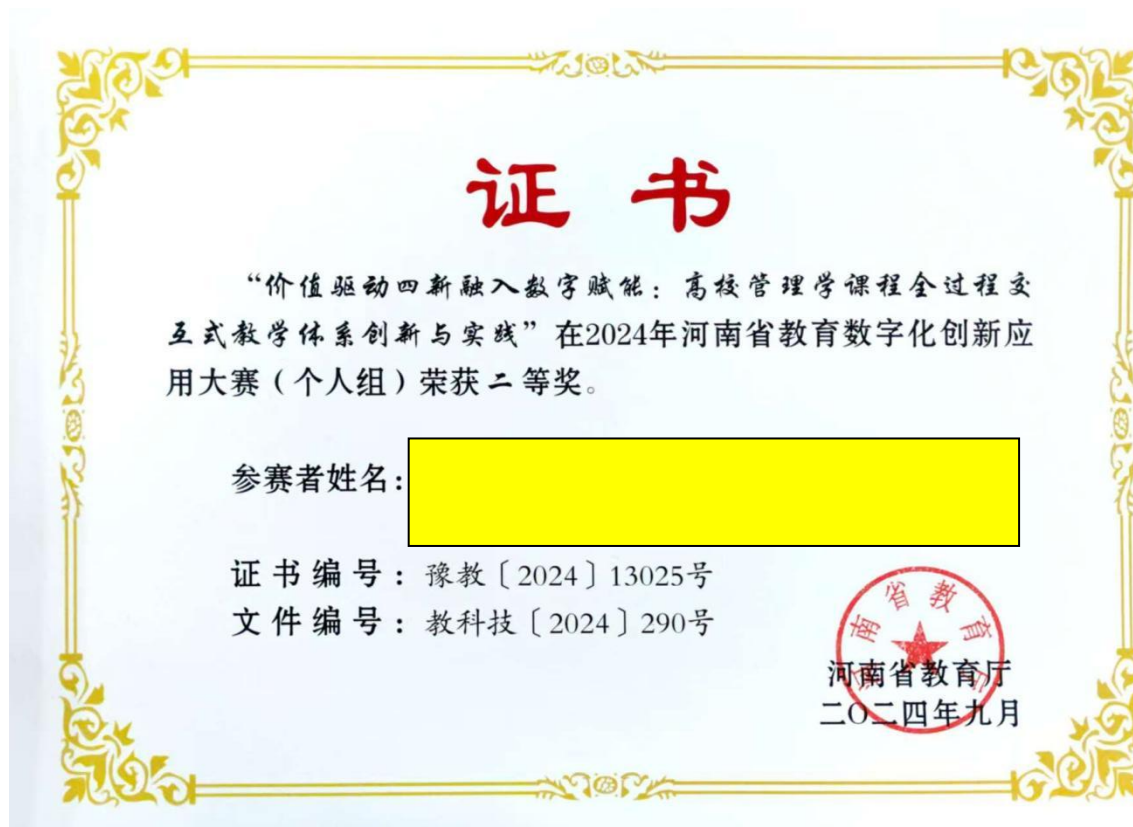 证 书
“价值驱动四新融入数字赋能：高校管理学课程全过程交
互式教学体系创新与实践”在2024年河南省教育数字化创新应
用大赛（个人组）荣获二等奖。
参赛者姓名：
证书编号：豫教〔2024〕13025号
文件编号：教科技〔2024〕290号
河南省教育厅
河南省教育厅
二〇二四年九月